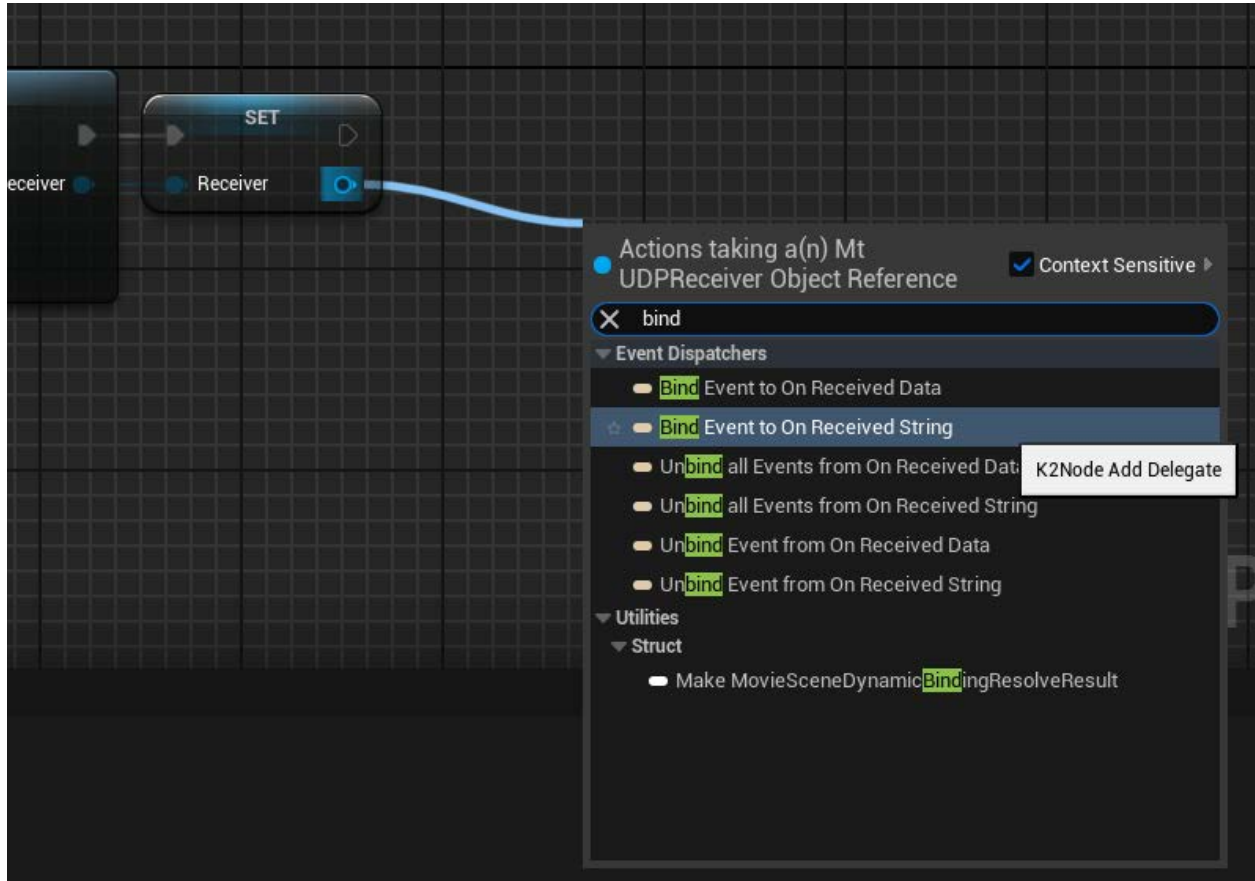 SET
eceiver
Receiver
Actions taking a(n) Mt
UDPReceiver Object Reference
Context Sensitive
bind
Event Dispatchers
Bind Event to On Received Data
Bind Event to On Received String
Unbind all Events from On Received Dat
K2Node Add Delegate
Unbind all Events from On Received String
Unbind Event from On Received Data
Unbind Event from On Received String
Utilities
Struct
Make MovieSceneDynamicBindingResolveResult
P